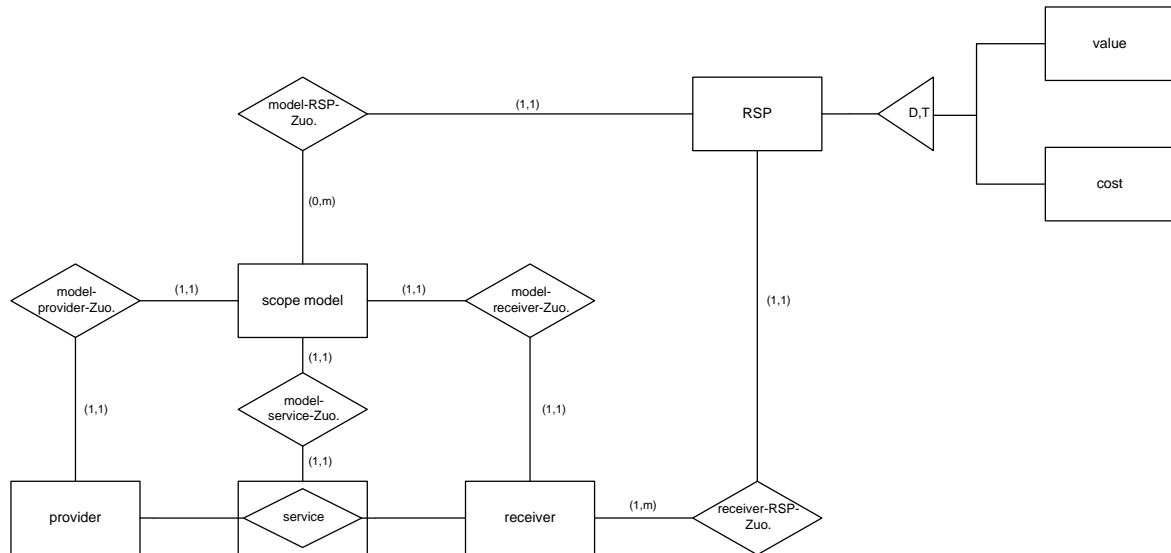 value
model-RSP-
Zuo.
(1,1)
RSP
D,T
cost
(0,m)
model-
provider-Zuo.
(1,1)
scope model
(1,1)
model-
receiver-Zuo.
(1,1)
(1,1)
model-
service-Zuo.
(1,1)
(1,1)
(1,1)
provider
service
receiver
(1,m)
receiver-RSP-
Zuo.